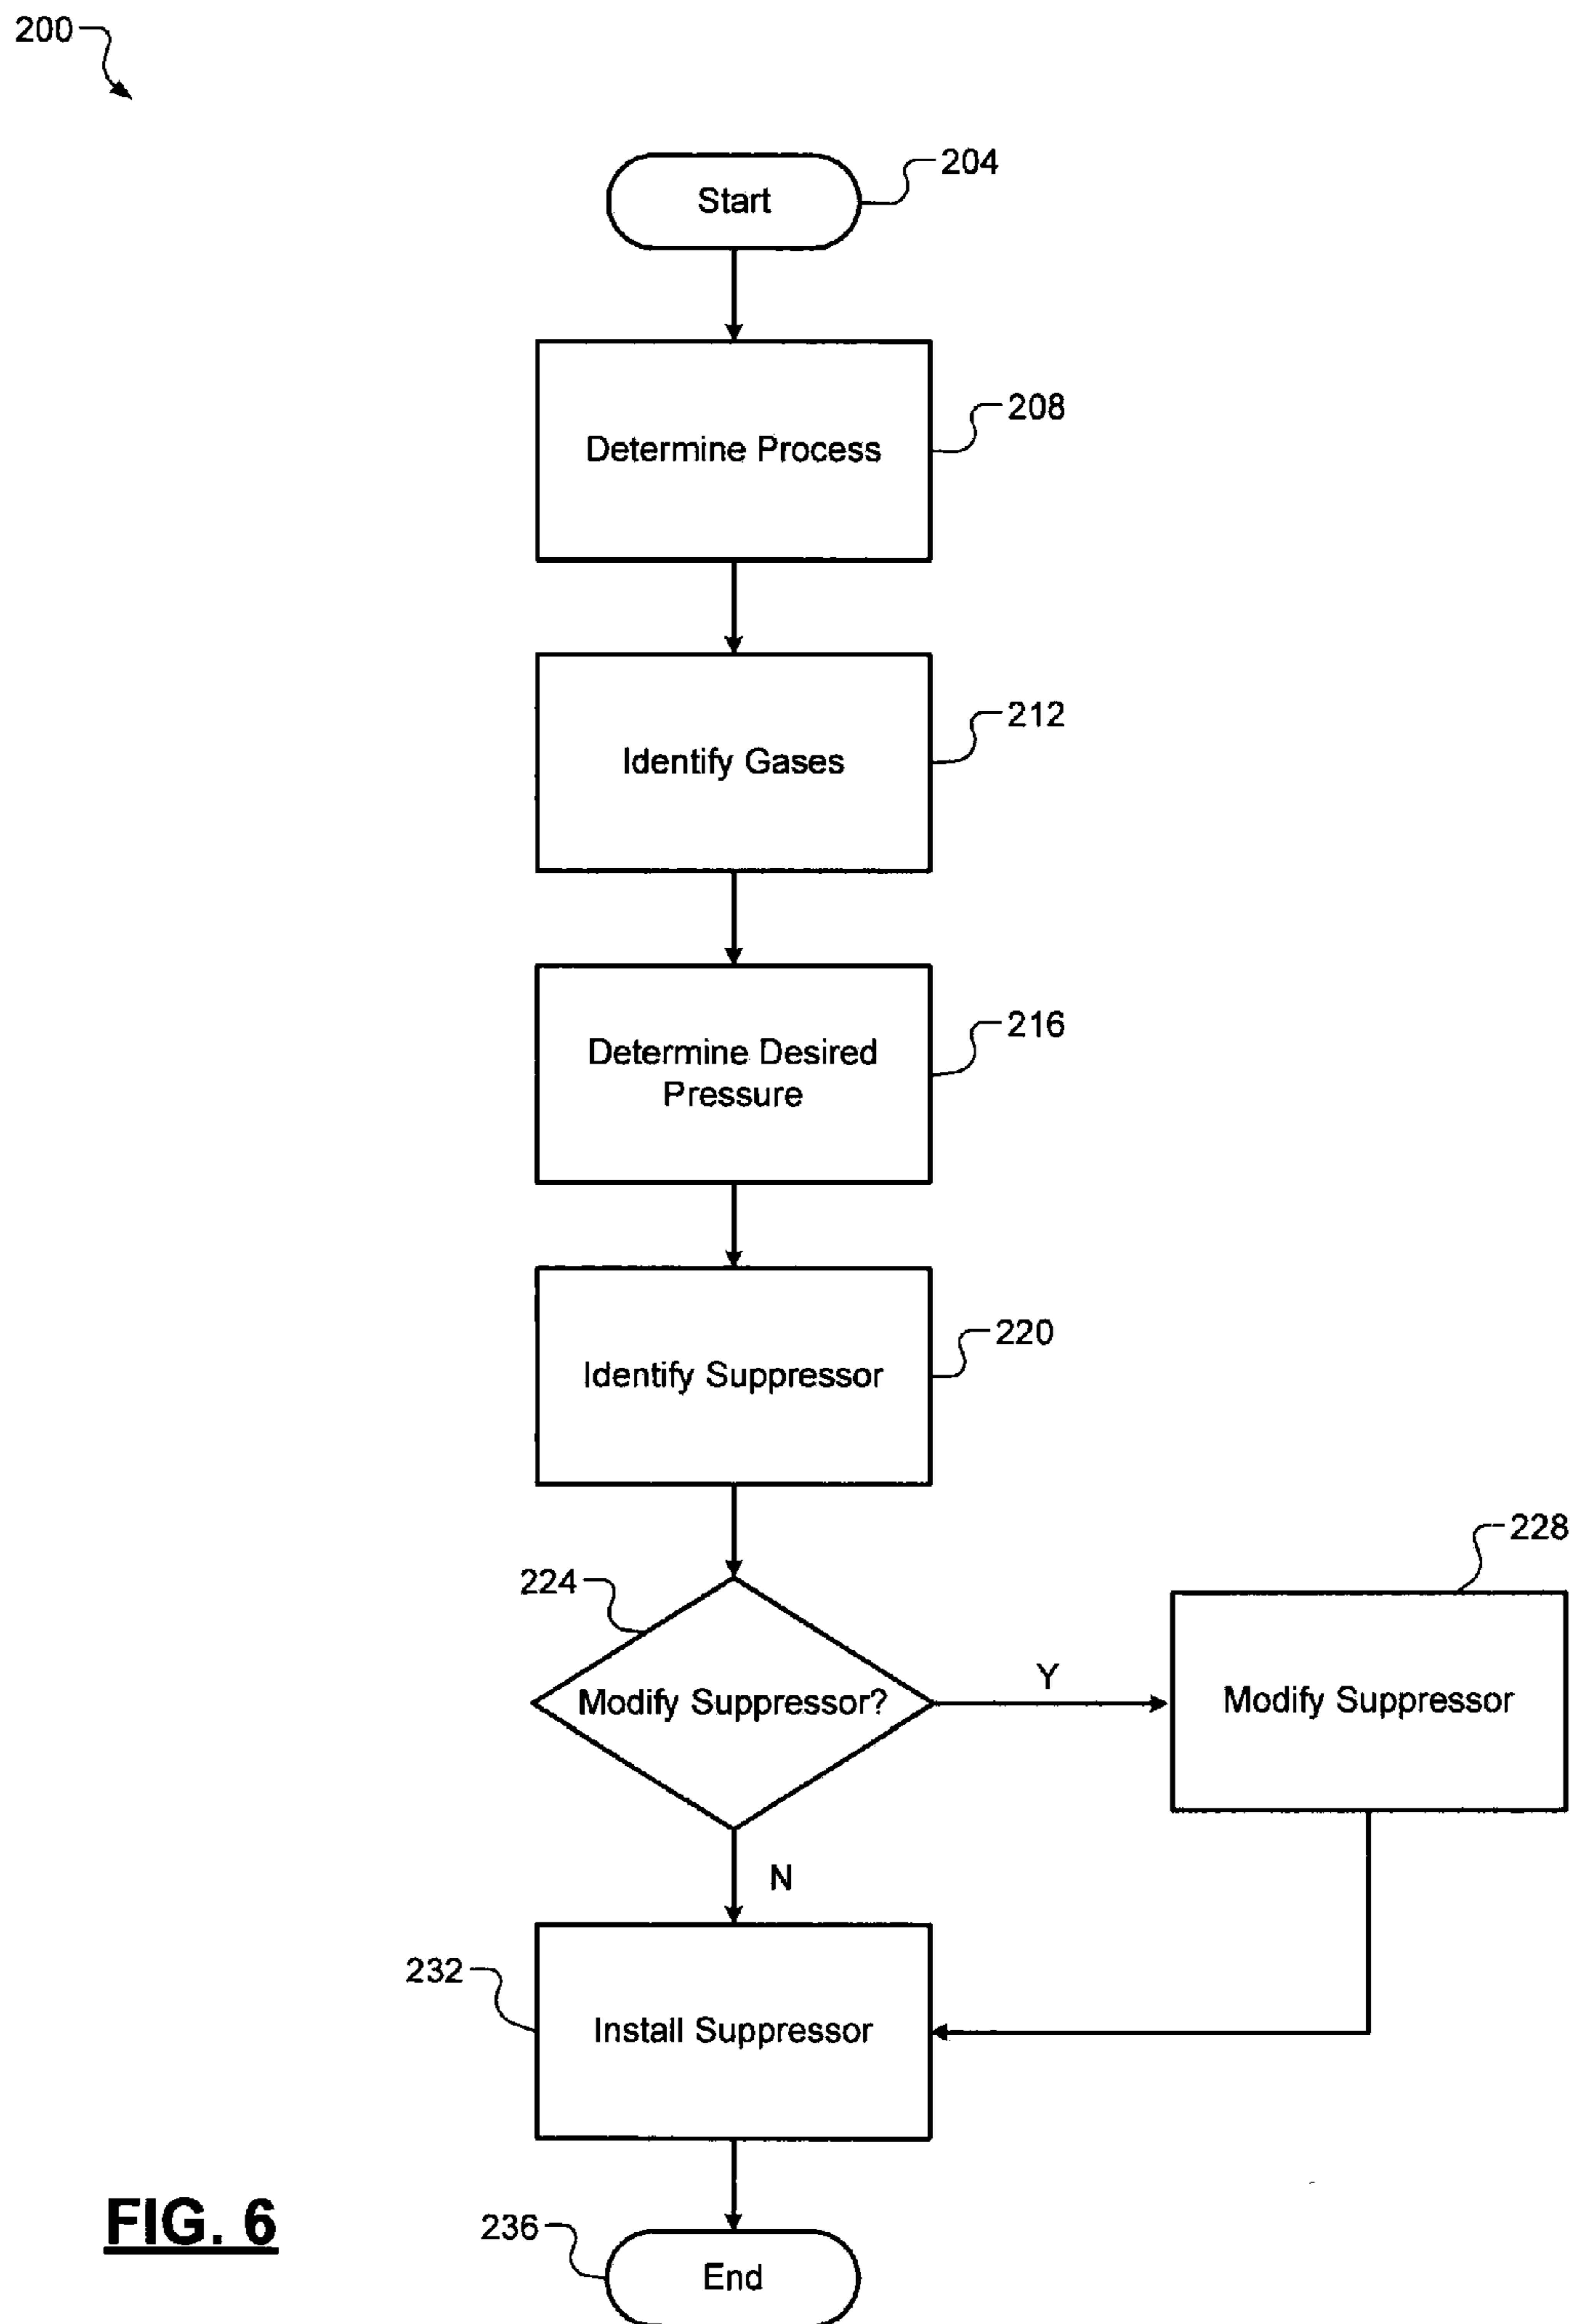 200
Start
204
Determine Process
208
Identify Gases
212
Determine Desired
Pressure
216
Identify Suppressor
220
224
Modify Suppressor?
Y
228
Modify Suppressor
N
232
Install Suppressor
236
End
FIG. 6